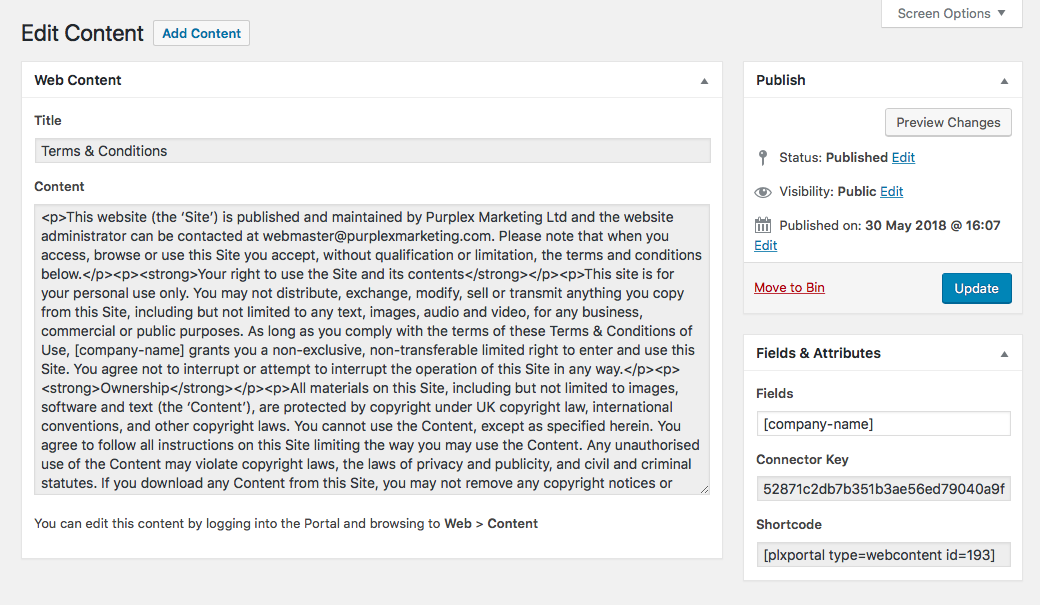 Screen Options ▼
Edit Content
Add Content
Web Content
Title
Terms & Conditions
Content
<p>This website (the ‘Site’) is published and maintained by Purplex Marketing Ltd and the website
administrator can be contacted at webmaster@purplexmarketing.com. Please note that when you
access, browse or use this Site you accept, without qualification or limitation, the terms and conditions
below.</p><p><strong>Your right to use the Site and its contents</strong></p><p>This site is for
your personal use only. You may not distribute, exchange, modify, sell or transmit anything you copy
from this Site, including but not limited to any text, images, audio and video, for any business,
commercial or public purposes. As long as you comply with the terms of these Terms & Conditions of
Use, [company-name] grants you a non-exclusive, non-transferable limited right to enter and use this
Site. You agree not to interrupt or attempt to interrupt the operation of this Site in any way.</p><p>
<strong>Ownership</strong></p><p>All materials on this Site, including but not limited to images,
software and text (the ‘Content’), are protected by copyright under UK copyright law, international
conventions, and other copyright laws. You cannot use the Content, except as specified herein. You
agree to follow all instructions on this Site limiting the way you may use the Content. Any unauthorised
use of the Content may violate copyright laws, the laws of privacy and publicity, and civil and criminal
statutes. If you download any Content from this Site, you may not remove any copyright notices or
You can edit this content by logging into the Portal and browsing to Web > Content
Publish
Preview Changes
Status: Published Edit
Visibility: Public Edit
Published on: 30 May 2018 @ 16:07
Edit
Move to Bin
Update
Fields & Attributes
Fields
[company-name]
Connector Key
52871c2db7b351b3ae56ed79040a9f
Shortcode
[plxportal type=webcontent id=193]